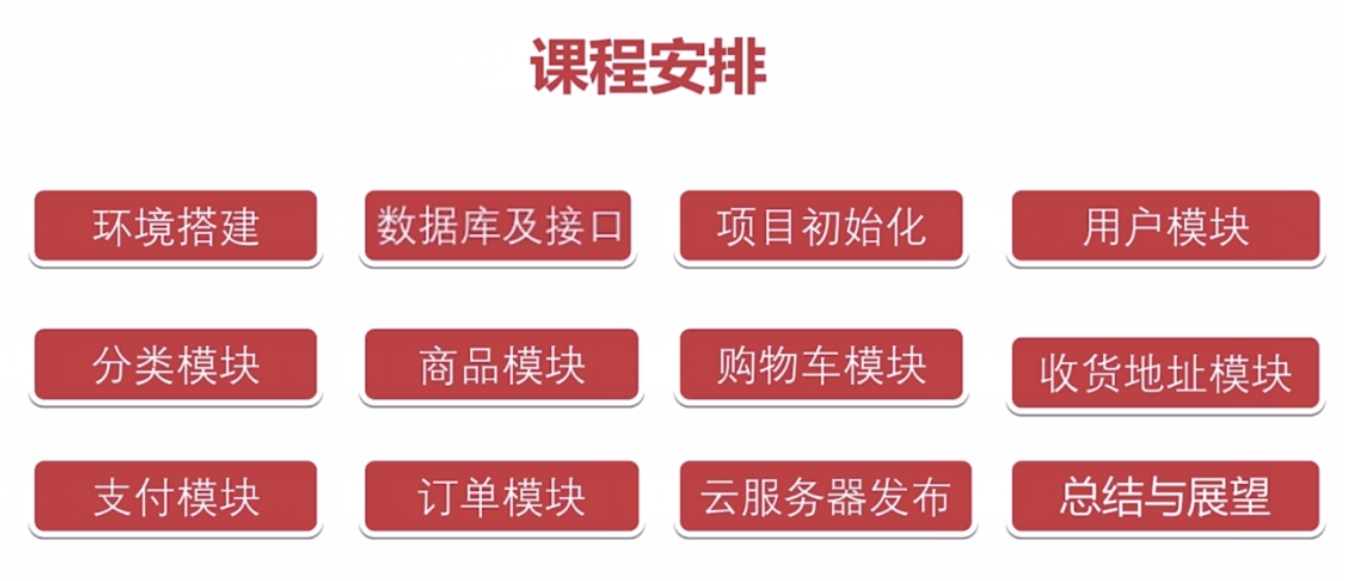 课程安排
环境搭建
数据库及接口
项目初始化
用户模块
分类模块
商品模块
购物车模块
收货地址模块
支付模块
订单模块
云服务器发布
总结与展望